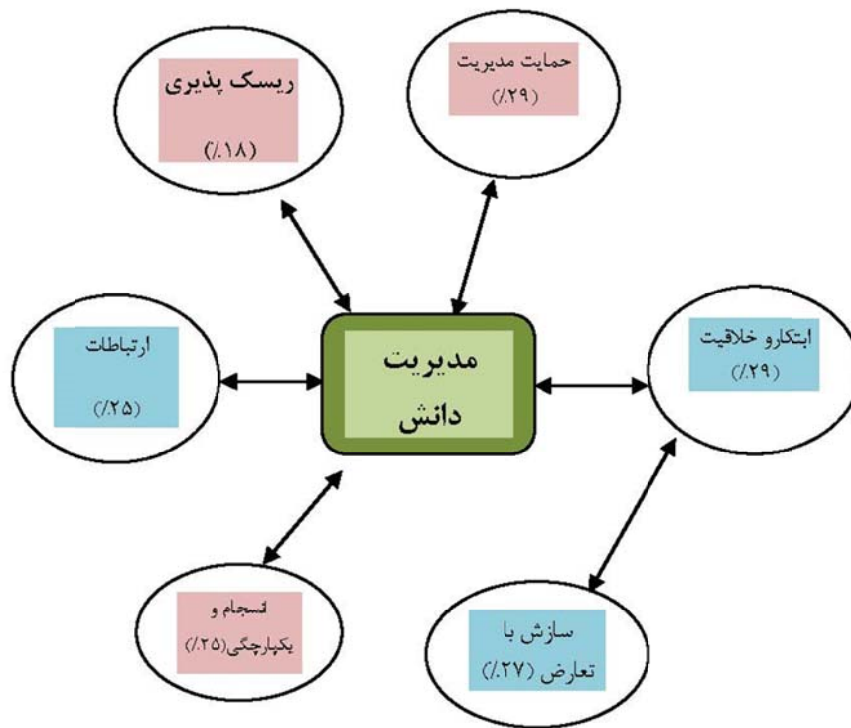 حمایت مدیریت
(٪۲۹)
ریسک پذیری
(٪۱۸)
ابتکارو خلاقیت
(٪۲۹)
مدیریت
دانش
ارتباطات
(٪۲۵)
سازش با
تعارض (٪۲۷)
انسجام و
یکپارچگی(٪۲۵)